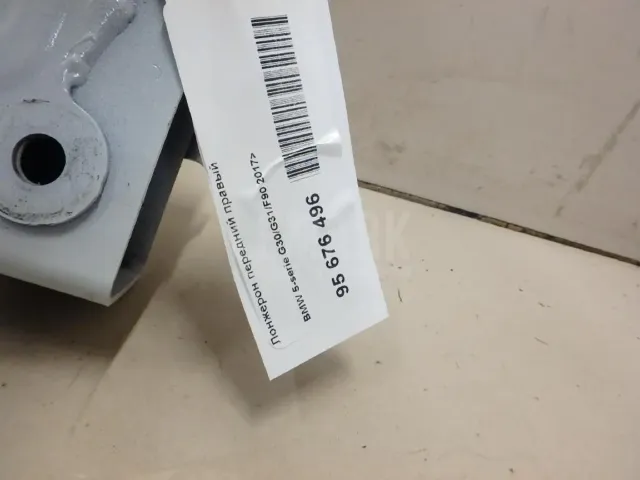 Лонжерон передний правый
BMW 5-serie G30/G31/F90 2017>
95 676 496